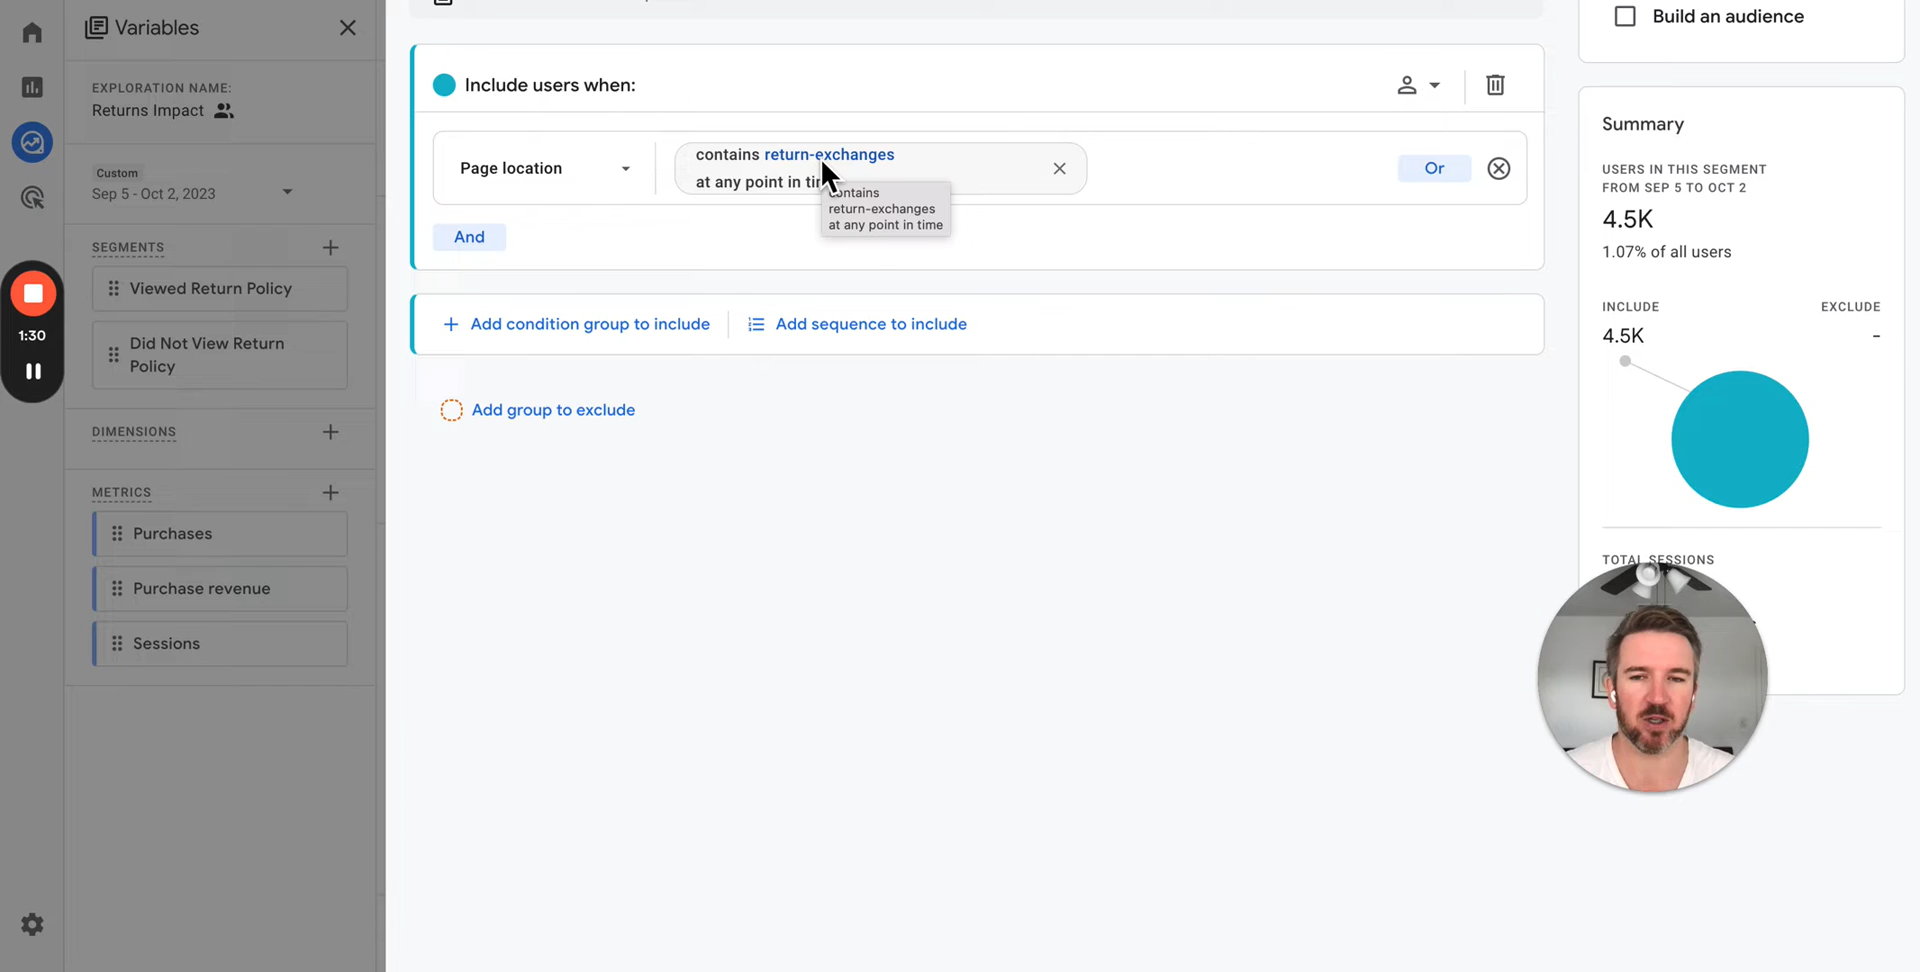 Variables
EXPLORATION NAME:
Returns Impact
Custom
Sep 5 - Oct 2, 2023
SEGMENTS
Viewed Return Policy
Did Not View Return
Policy
DIMENSIONS
METRICS
Purchases
Purchase revenue
Sessions
1:30
Include users when:
Page location
contains return-exchanges
at any point in
contains
return-exchanges
at any point in time
Or
And
Add condition group to include
Add sequence to include
Add group to exclude
Build an audience
Summary
USERS IN THIS SEGMENT
FROM SEP 5 TO OCT 2
4.5K
1.07% of all users
INCLUDE
EXCLUDE
4.5K
-
TOTAL SESSIONS